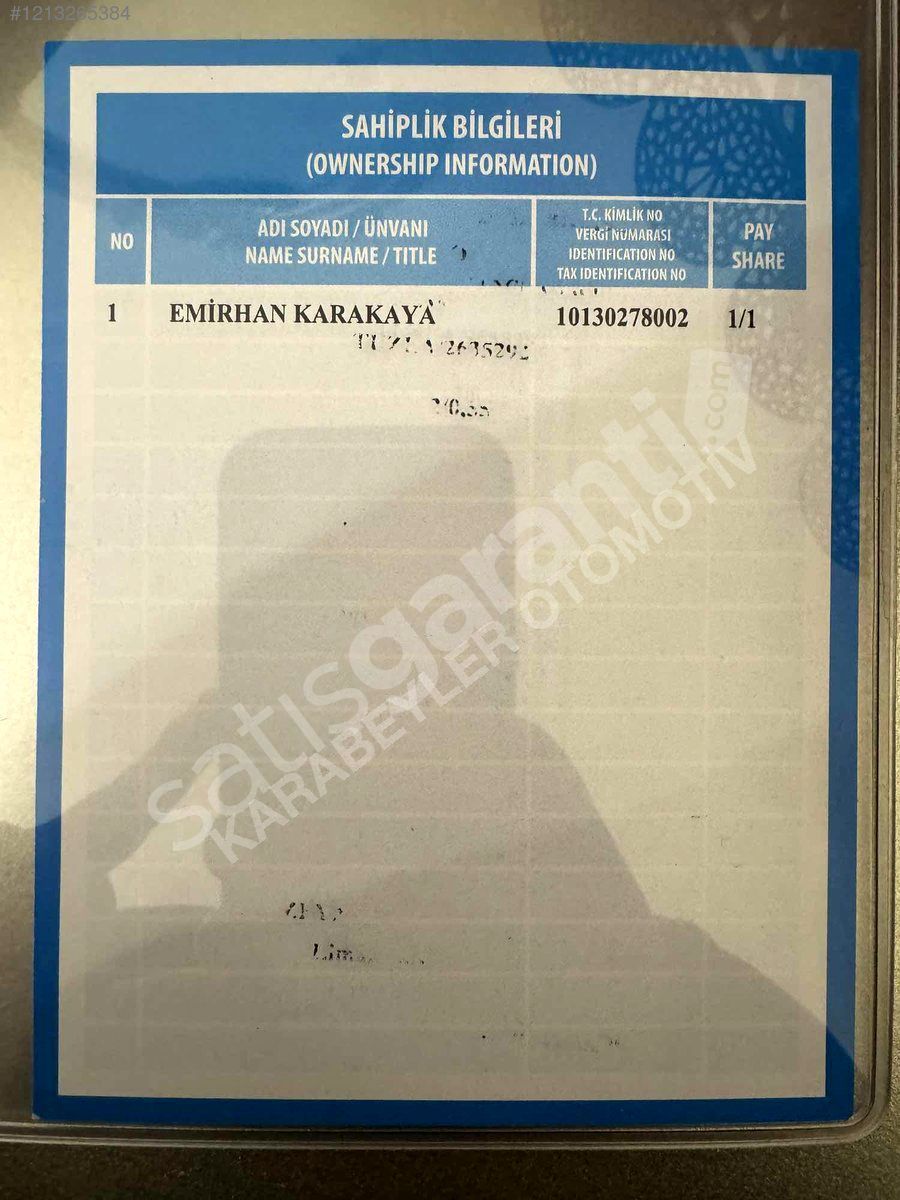 #1213265384
SAHİPLİK BİLGİLERİ
(OWNERSHIP INFORMATION)
NO
ADI SOYADI / ÜNVANI
NAME SURNAME / TITLE
T.C. KİMLİK NO
VERGİ NUMARASI
IDENTIFICATION NO
TAX IDENTIFICATION NO
PAY
SHARE
1 EMİRHAN KARAKAYA 10130278002 1/1
satışgaranti.com
KARABEYLER OTOMOTİV